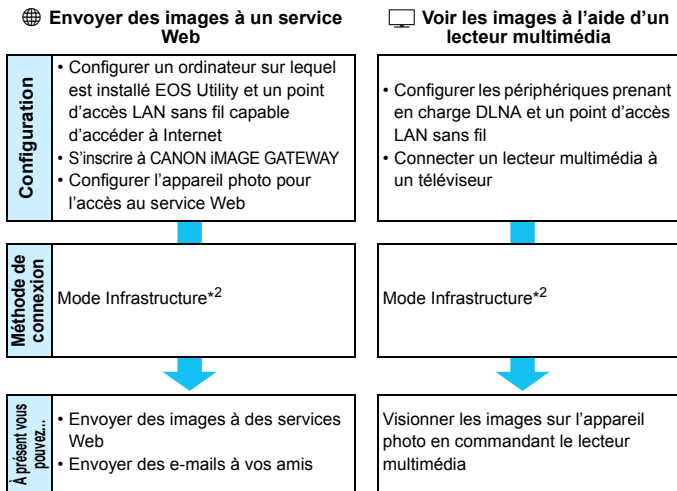 Envoyer des images à un service
Web
Configuration
• Configurer un ordinateur sur lequel
est installé EOS Utility et un point
d'accès LAN sans fil capable
d'accéder à Internet
• S'inscrire à CANON iMAGE GATEWAY
• Configurer l'appareil photo pour
l'accès au service Web
Méthode de
connexion
Mode Infrastructure*2
À présent vous
pouvez...
• Envoyer des images à des services
Web
• Envoyer des e-mails à vos amis
Voir les images à l'aide d'un
lecteur multimédia
• Configurer les périphériques prenant
en charge DLNA et un point d'accès
LAN sans fil
• Connecter un lecteur multimédia à
un téléviseur
Mode Infrastructure*2
Visionner les images sur l'appareil
photo en commandant le lecteur
multimédia